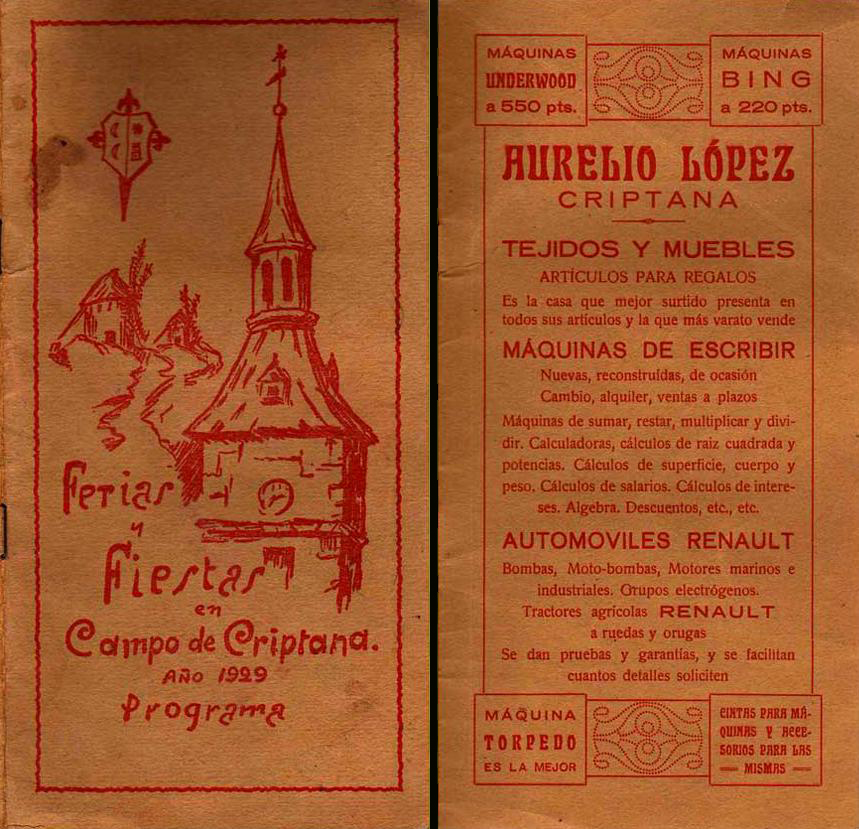 Ferias
y
Fiestas
en
Campo de Criptana.
AÑO 1929
Programa
MÁQUINAS
UNDERWOOD
a 550 pts.
MÁQUINAS
BING
a 220 pts.
AURELIO LÓPEZ
CRIPTANA
TEJIDOS Y MUEBLES
ARTÍCULOS PARA REGALOS
Es la casa que mejor surtido presenta en
todos sus artículos y la que más varato vende
MÁQUINAS DE ESCRIBIR
Nuevas, reconstruídas, de ocasión
Cambio, alquiler, ventas a plazos
Máquinas de sumar, restar, multiplicar y divi-
dir. Calculadoras, cálculos de raiz cuadrada y
potencias. Cálculos de superficie, cuerpo y
peso. Cálculos de salarios. Cálculos de intere-
ses. Algebra. Descuentos, etc., etc.
AUTOMOVILES RENAULT
Bombas, Moto-bombas, Motores marinos e
industriales. Grupos electrógenos.
Tractores agrícolas RENAULT
a ruedas y orugas
Se dan pruebas y garantías, y se facilitan
cuantos detalles soliciten
MÁQUINA
TORPEDO
ES LA MEJOR
CINTAS PARA MÁ-
QUINAS Y ACCE-
SORIOS PARA LAS
MISMAS